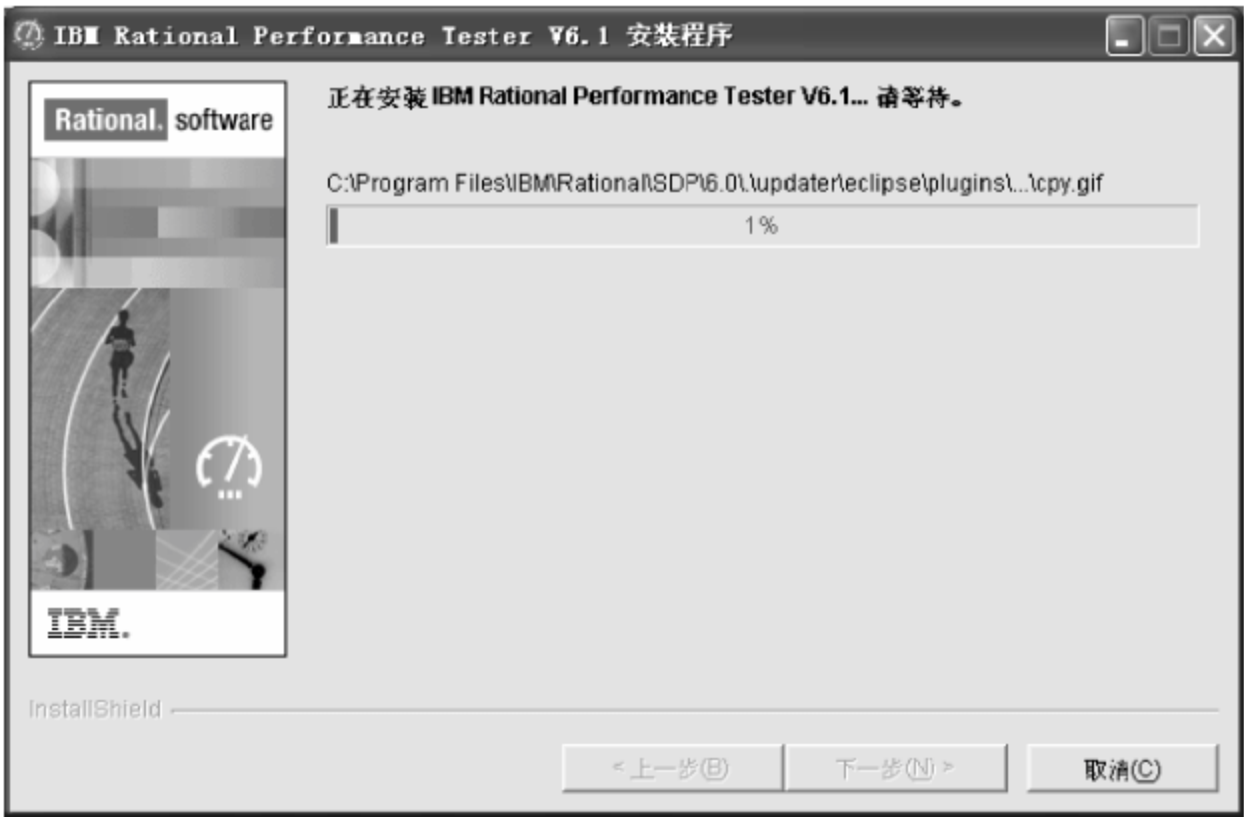 IBM Rational Performance Tester V6.1 安装程序
Rational. software
正在安装 IBM Rational Performance Tester V6.1... 请等待。
C:\Program Files\IBM\Rational\SDP\6.0\.\updater\eclipse\plugins\...\cpy.gif
1%
IBM.
InstallShield
< 上一步(B)
下一步(N) >
取消(C)